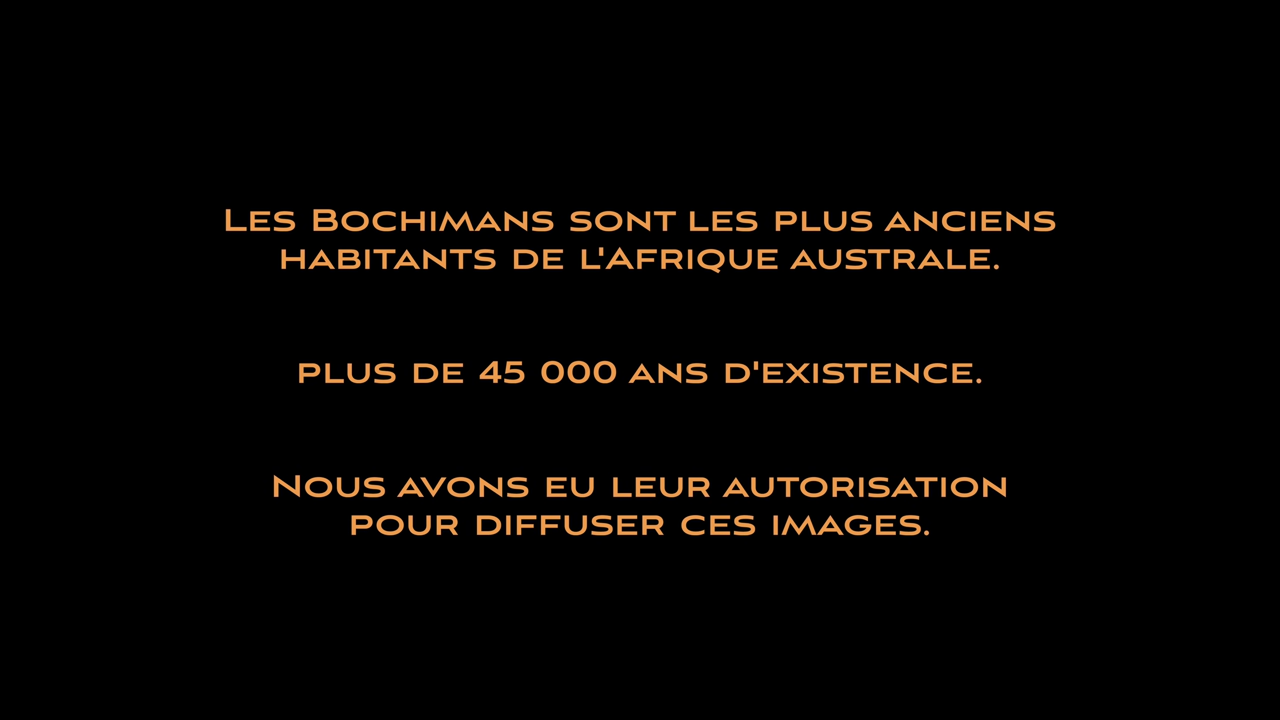 Les Bochimans sont les plus anciens
habitants de l'Afrique australe.
plus de 45 000 ans d'existence.
Nous avons eu leur autorisation
pour diffuser ces images.